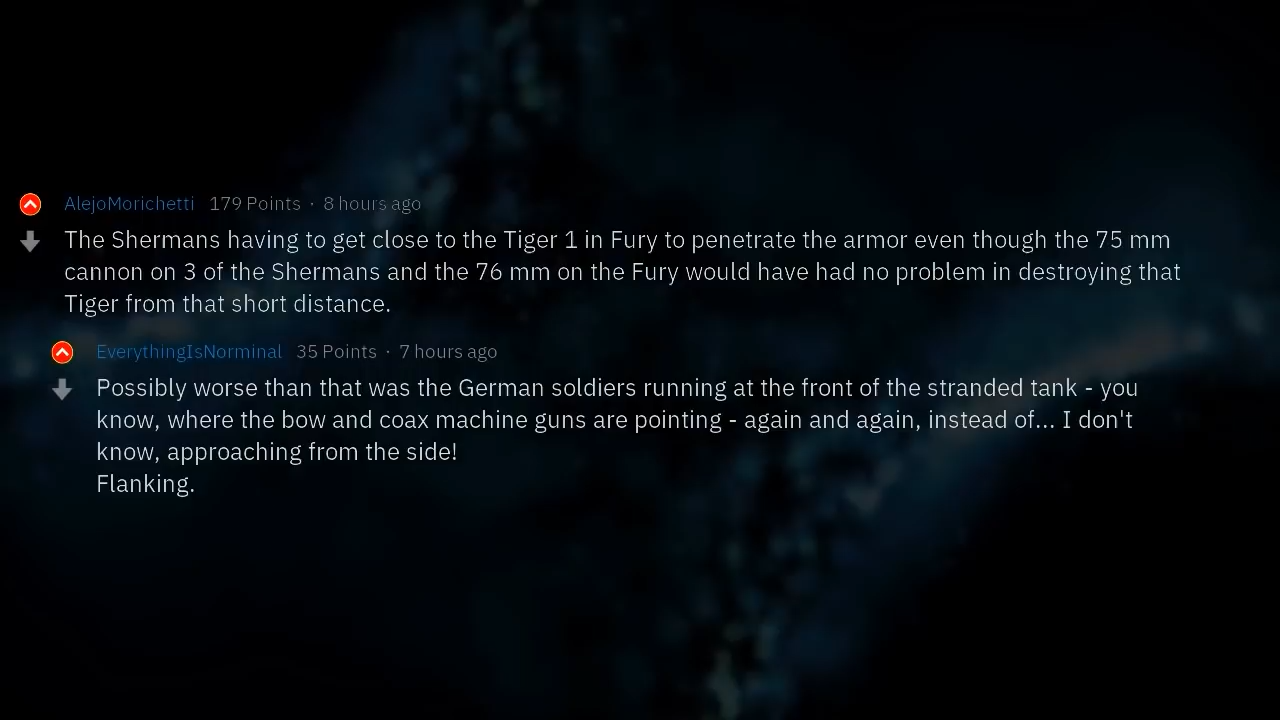 AlejoMorichetti 179 Points · 8 hours ago
The Shermans having to get close to the Tiger 1 in Fury to penetrate the armor even though the 75 mm
cannon on 3 of the Shermans and the 76 mm on the Fury would have had no problem in destroying that
Tiger from that short distance.
EverythingIsNorminal 35 Points · 7 hours ago
Possibly worse than that was the German soldiers running at the front of the stranded tank - you
know, where the bow and coax machine guns are pointing - again and again, instead of... I don't
know, approaching from the side!
Flanking.